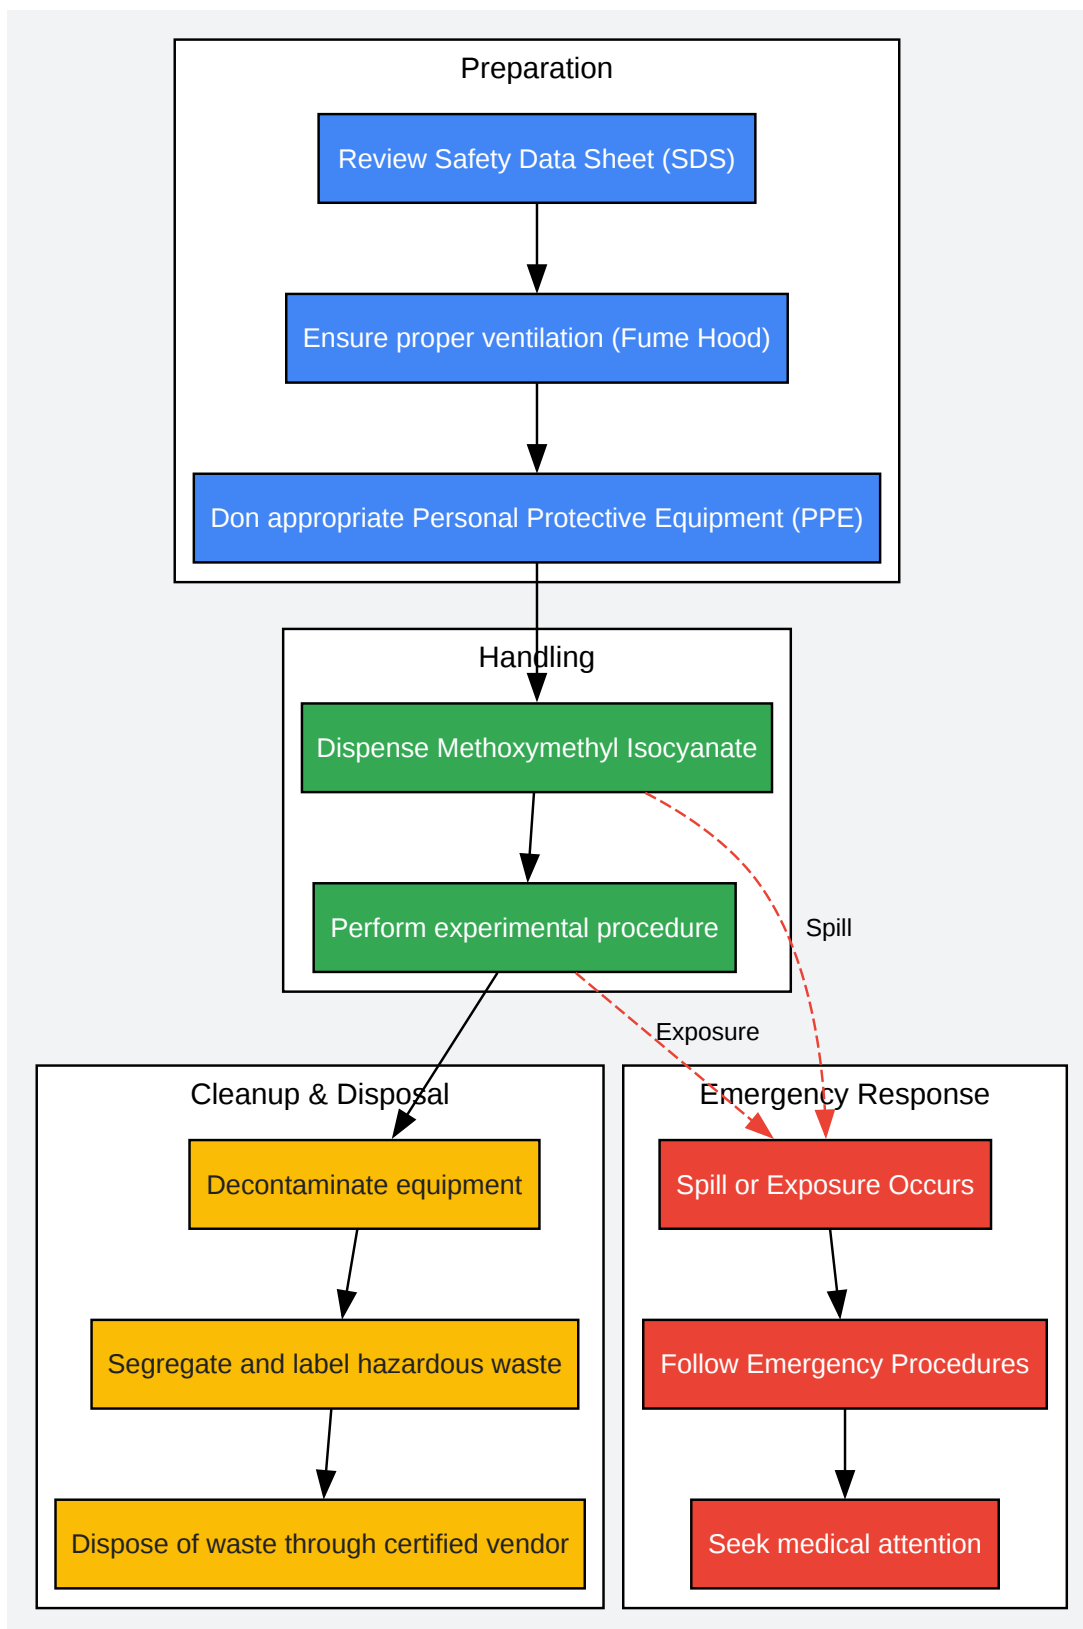 Preparation
Review Safety Data Sheet (SDS)
Ensure proper ventilation (Fume Hood)
Don appropriate Personal Protective Equipment (PPE)
Handling
Dispense Methoxymethyl Isocyanate
Perform experimental procedure
Spill
Exposure
Cleanup & Disposal
Decontaminate equipment
Segregate and label hazardous waste
Dispose of waste through certified vendor
Emergency Response
Spill or Exposure Occurs
Follow Emergency Procedures
Seek medical attention